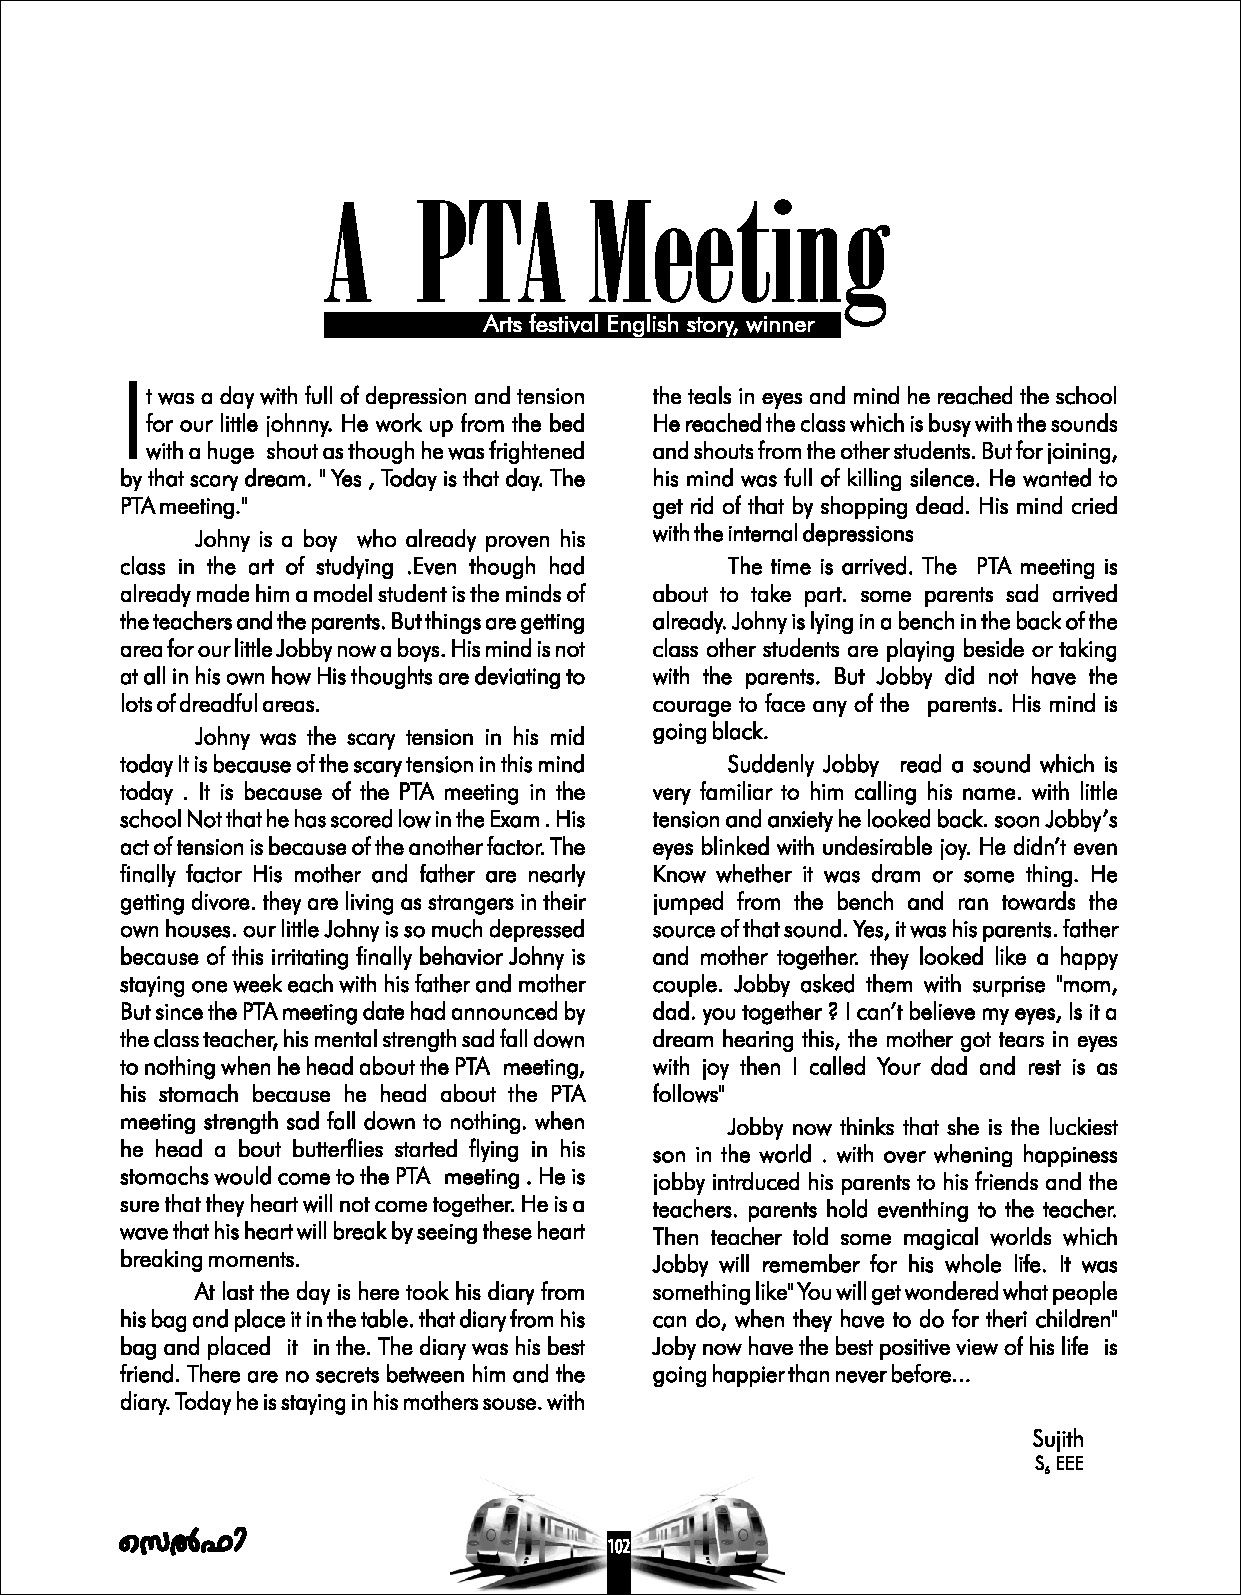 A PTA Meeting
Arts festival English story, winner
It was a day with full of depression and tension
for our little johnny. He work up from the bed
with a huge shout as though he was frightened
by that scary dream. " Yes , Today is that day. The
PTA meeting."
Johny is a boy who already proven his
class in the art of studying .Even though had
already made him a model student is the minds of
the teachers and the parents. But things are getting
area for our little Jobby now a boys. His mind is not
at all in his own how His thoughts are deviating to
lots of dreadful areas.
Johny was the scary tension in his mid
today It is because of the scary tension in this mind
today . It is because of the PTA meeting in the
school Not that he has scored low in the Exam . His
act of tension is because of the another factor. The
finally factor His mother and father are nearly
getting divore. they are living as strangers in their
own houses. our little Johny is so much depressed
because of this irritating finally behavior Johny is
staying one week each with his father and mother
But since the PTA meeting date had announced by
the class teacher, his mental strength sad fall down
to nothing when he head about the PTA meeting,
his stomach because he head about the PTA
meeting strength sad fall down to nothing. when
he head a bout butterflies started flying in his
stomachs would come to the PTA meeting . He is
sure that they heart will not come together. He is a
wave that his heart will break by seeing these heart
breaking moments.
At last the day is here took his diary from
his bag and place it in the table. that diary from his
bag and placed it in the. The diary was his best
friend. There are no secrets between him and the
diary. Today he is staying in his mothers souse. with
the teals in eyes and mind he reached the school
He reached the class which is busy with the sounds
and shouts from the other students. But for joining,
his mind was full of killing silence. He wanted to
get rid of that by shopping dead. His mind cried
with the internal depressions
The time is arrived. The PTA meeting is
about to take part. some parents sad arrived
already. Johny is lying in a bench in the back of the
class other students are playing beside or taking
with the parents. But Jobby did not have the
courage to face any of the parents. His mind is
going black.
Suddenly Jobby read a sound which is
very familiar to him calling his name. with little
tension and anxiety he looked back. soon Jobby's
eyes blinked with undesirable joy. He didn't even
Know whether it was dram or some thing. He
jumped from the bench and ran towards the
source of that sound. Yes, it was his parents. father
and mother together. they looked like a happy
couple. Jobby asked them with surprise "mom,
dad. you together ? I can't believe my eyes, Is it a
dream hearing this, the mother got tears in eyes
with joy then I called Your dad and rest is as
follows"
Jobby now thinks that she is the luckiest
son in the world . with over whening happiness
jobby intrduced his parents to his friends and the
teachers. parents hold eventhing to the teacher.
Then teacher told some magical worlds which
Jobby will remember for his whole life. It was
something like" You will get wondered what people
can do, when they have to do for theri children"
Joby now have the best positive view of his life is
going happier than never before...
Sujith
S6 EEE
സെൽഫി
102